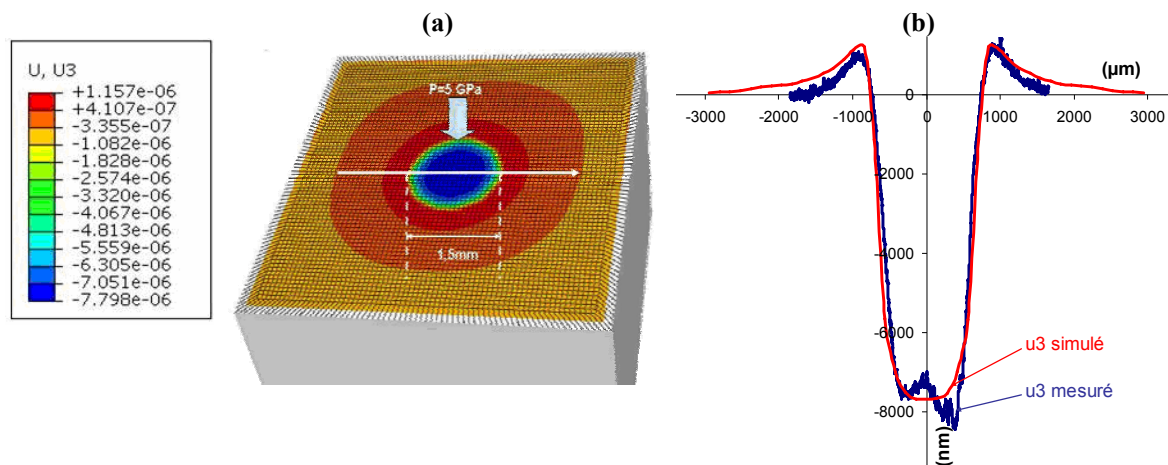 (a)
(b)
U, U3
+1.157e-06
+4.107e-07
-3.355e-07
-1.082e-06
-1.828e-06
-2.574e-06
-3.320e-06
-4.067e-06
-4.813e-06
-5.559e-06
-6.305e-06
-7.051e-06
-7.798e-06
P=5 GPa
1.5mm
(µm)
0
-3000 -2000 -1000 0 1000 2000 3000
-2000
-4000
-6000
-8000
u3 simulé
u3 mesuré
(nm)